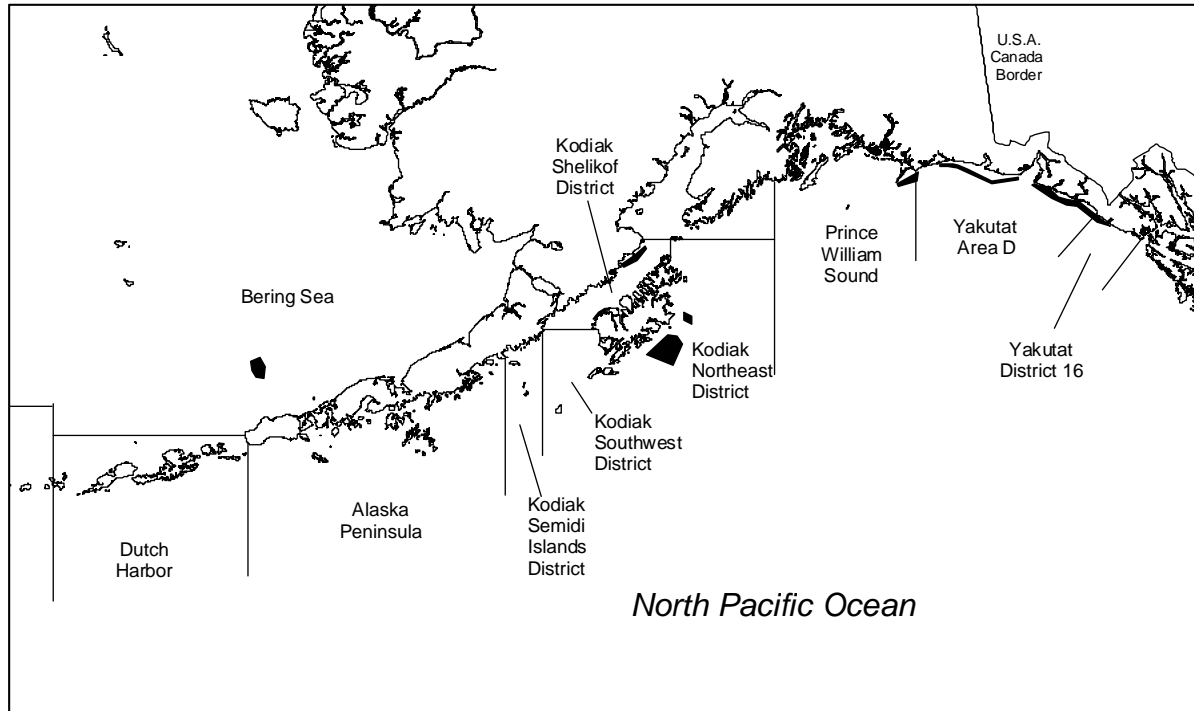 U.S.A.
Canada
Border
Kodiak
Shelikof
District
Prince
William
Sound
Yakutat
Area D
Bering Sea
Kodiak
Northeast
District
Yakutat
District 16
Kodiak
Southwest
District
Alaska
Peninsula
Kodiak
Semidi
Islands
District
Dutch
Harbor
North Pacific Ocean